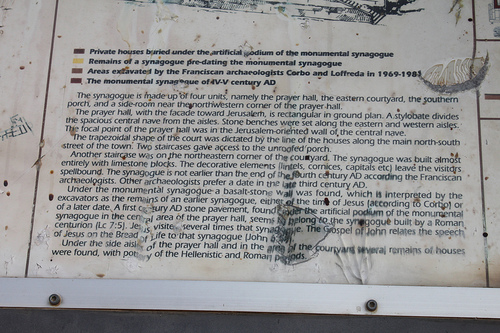 Private houses buried under the artificial podium of the monumental synagogue
Remains of a synagogue pre-dating the monumental synagogue
Areas excavated by the Franciscan archaeologists Corbo and Loffreda in 1969-1981
The monumental synagogue of IV-V century AD
The synagogue is made up of four units, namely the prayer hall, the eastern courtyard, the southern
porch, and a side-room near the northwestern corner of the prayer hall.
The prayer hall, with the facade toward Jerusalem, is rectangular in ground plan. A stylobate divides
the spacious central nave from the aisles. Stone benches were set along the eastern and western aisles.
The focal point of the prayer hall was in the Jerusalem-oriented wall of the central nave.
The trapezoidal shape of the court was dictated by the line of the houses along the main north-south
street of the town. Two staircases gave access to the unroofed porch.
Another staircase was on the northeastern corner of the courtyard. The synagogue was built almost
entirely with limestone blocks. The decorative elements (lintels, cornices, capitals etc) leave the visitors
spellbound. The synagogue is not earlier than the end of the fourth century AD according the Franciscan
archaeologists. Other archaeologists prefer a date in the late third century AD.
Under the monumental synagogue a basalt-stone wall was found, which is interpreted by the
excavators as the remains of an earlier synagogue, either of the time of Jesus (according to Corbo) or
of a later date. A first century AD stone pavement, found under the artificial podium of the monumental
synagogue in the central area of the prayer hall, seems to belong to the synagogue built by a Roman
centurion (Lc 7:5). Jesus visited several times that synagogue. The Gospel of John relates the speech
of Jesus on the Bread of Life to that synagogue (John
Under the side aisles of the prayer hall and in the area of the courtyard several remains of houses
were found, with pottery of the Hellenistic and Roman periods.